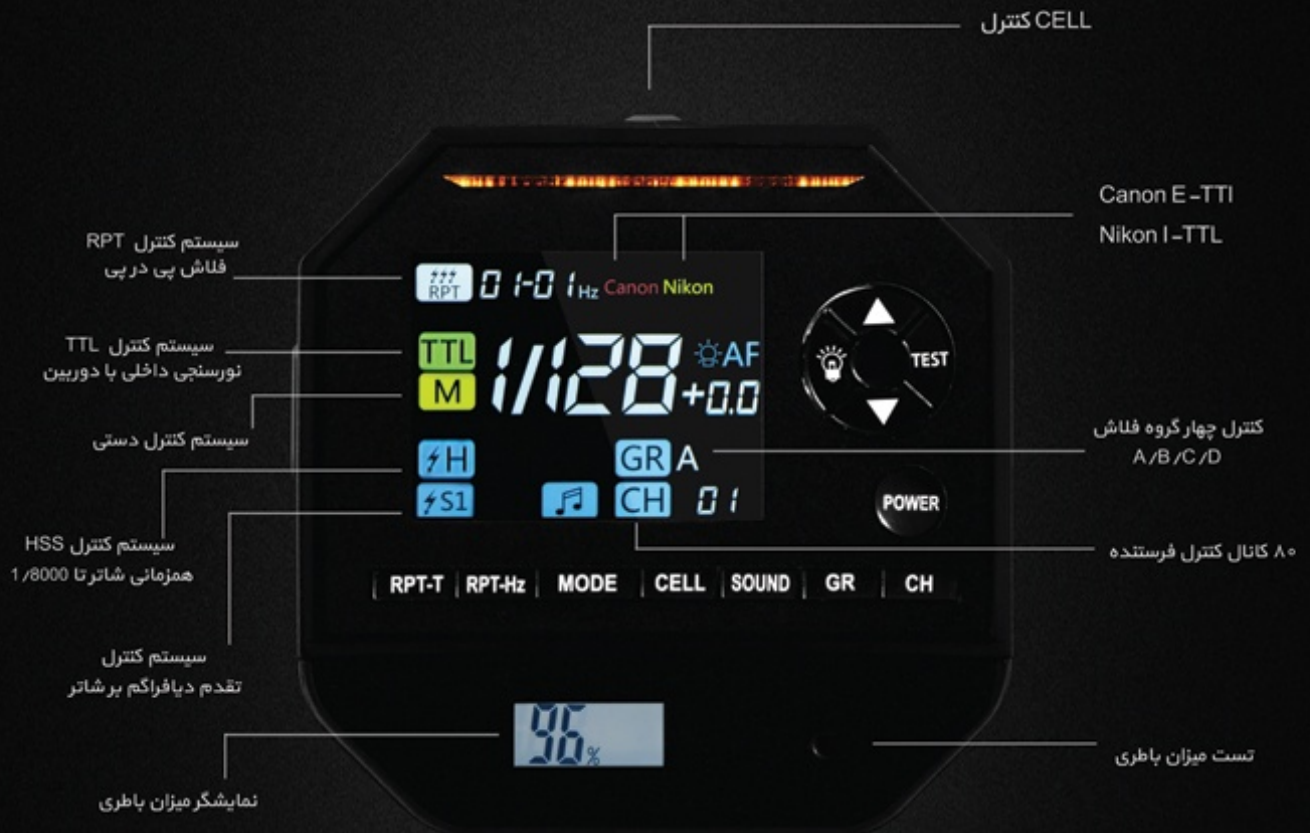 CELL کنترل
Canon E-TTI
Nikon I-TTL
سیستم کنترل RPT
فلاش پی در پی
RPT 01-01Hz Canon Nikon
سیستم کنترل TTL
نورسنجی داخلی با دوربین
TTL
M
1/128
AF
+0.0
TEST
سیستم کنترل دستی
کنترل چهار گروه فلاش
A/B/C/D
H
GR A
S1
CH 01
POWER
سیستم کنترل HSS
همزمانی شاتر تا 1/8000
۸۰ کانال کنترل فرستنده
RPT-T RPT-Hz MODE CELL SOUND GR CH
سیستم کنترل
تقدم دیافراگم بر شاتر
96%
تست میزان باطری
نمایشگر میزان باطری